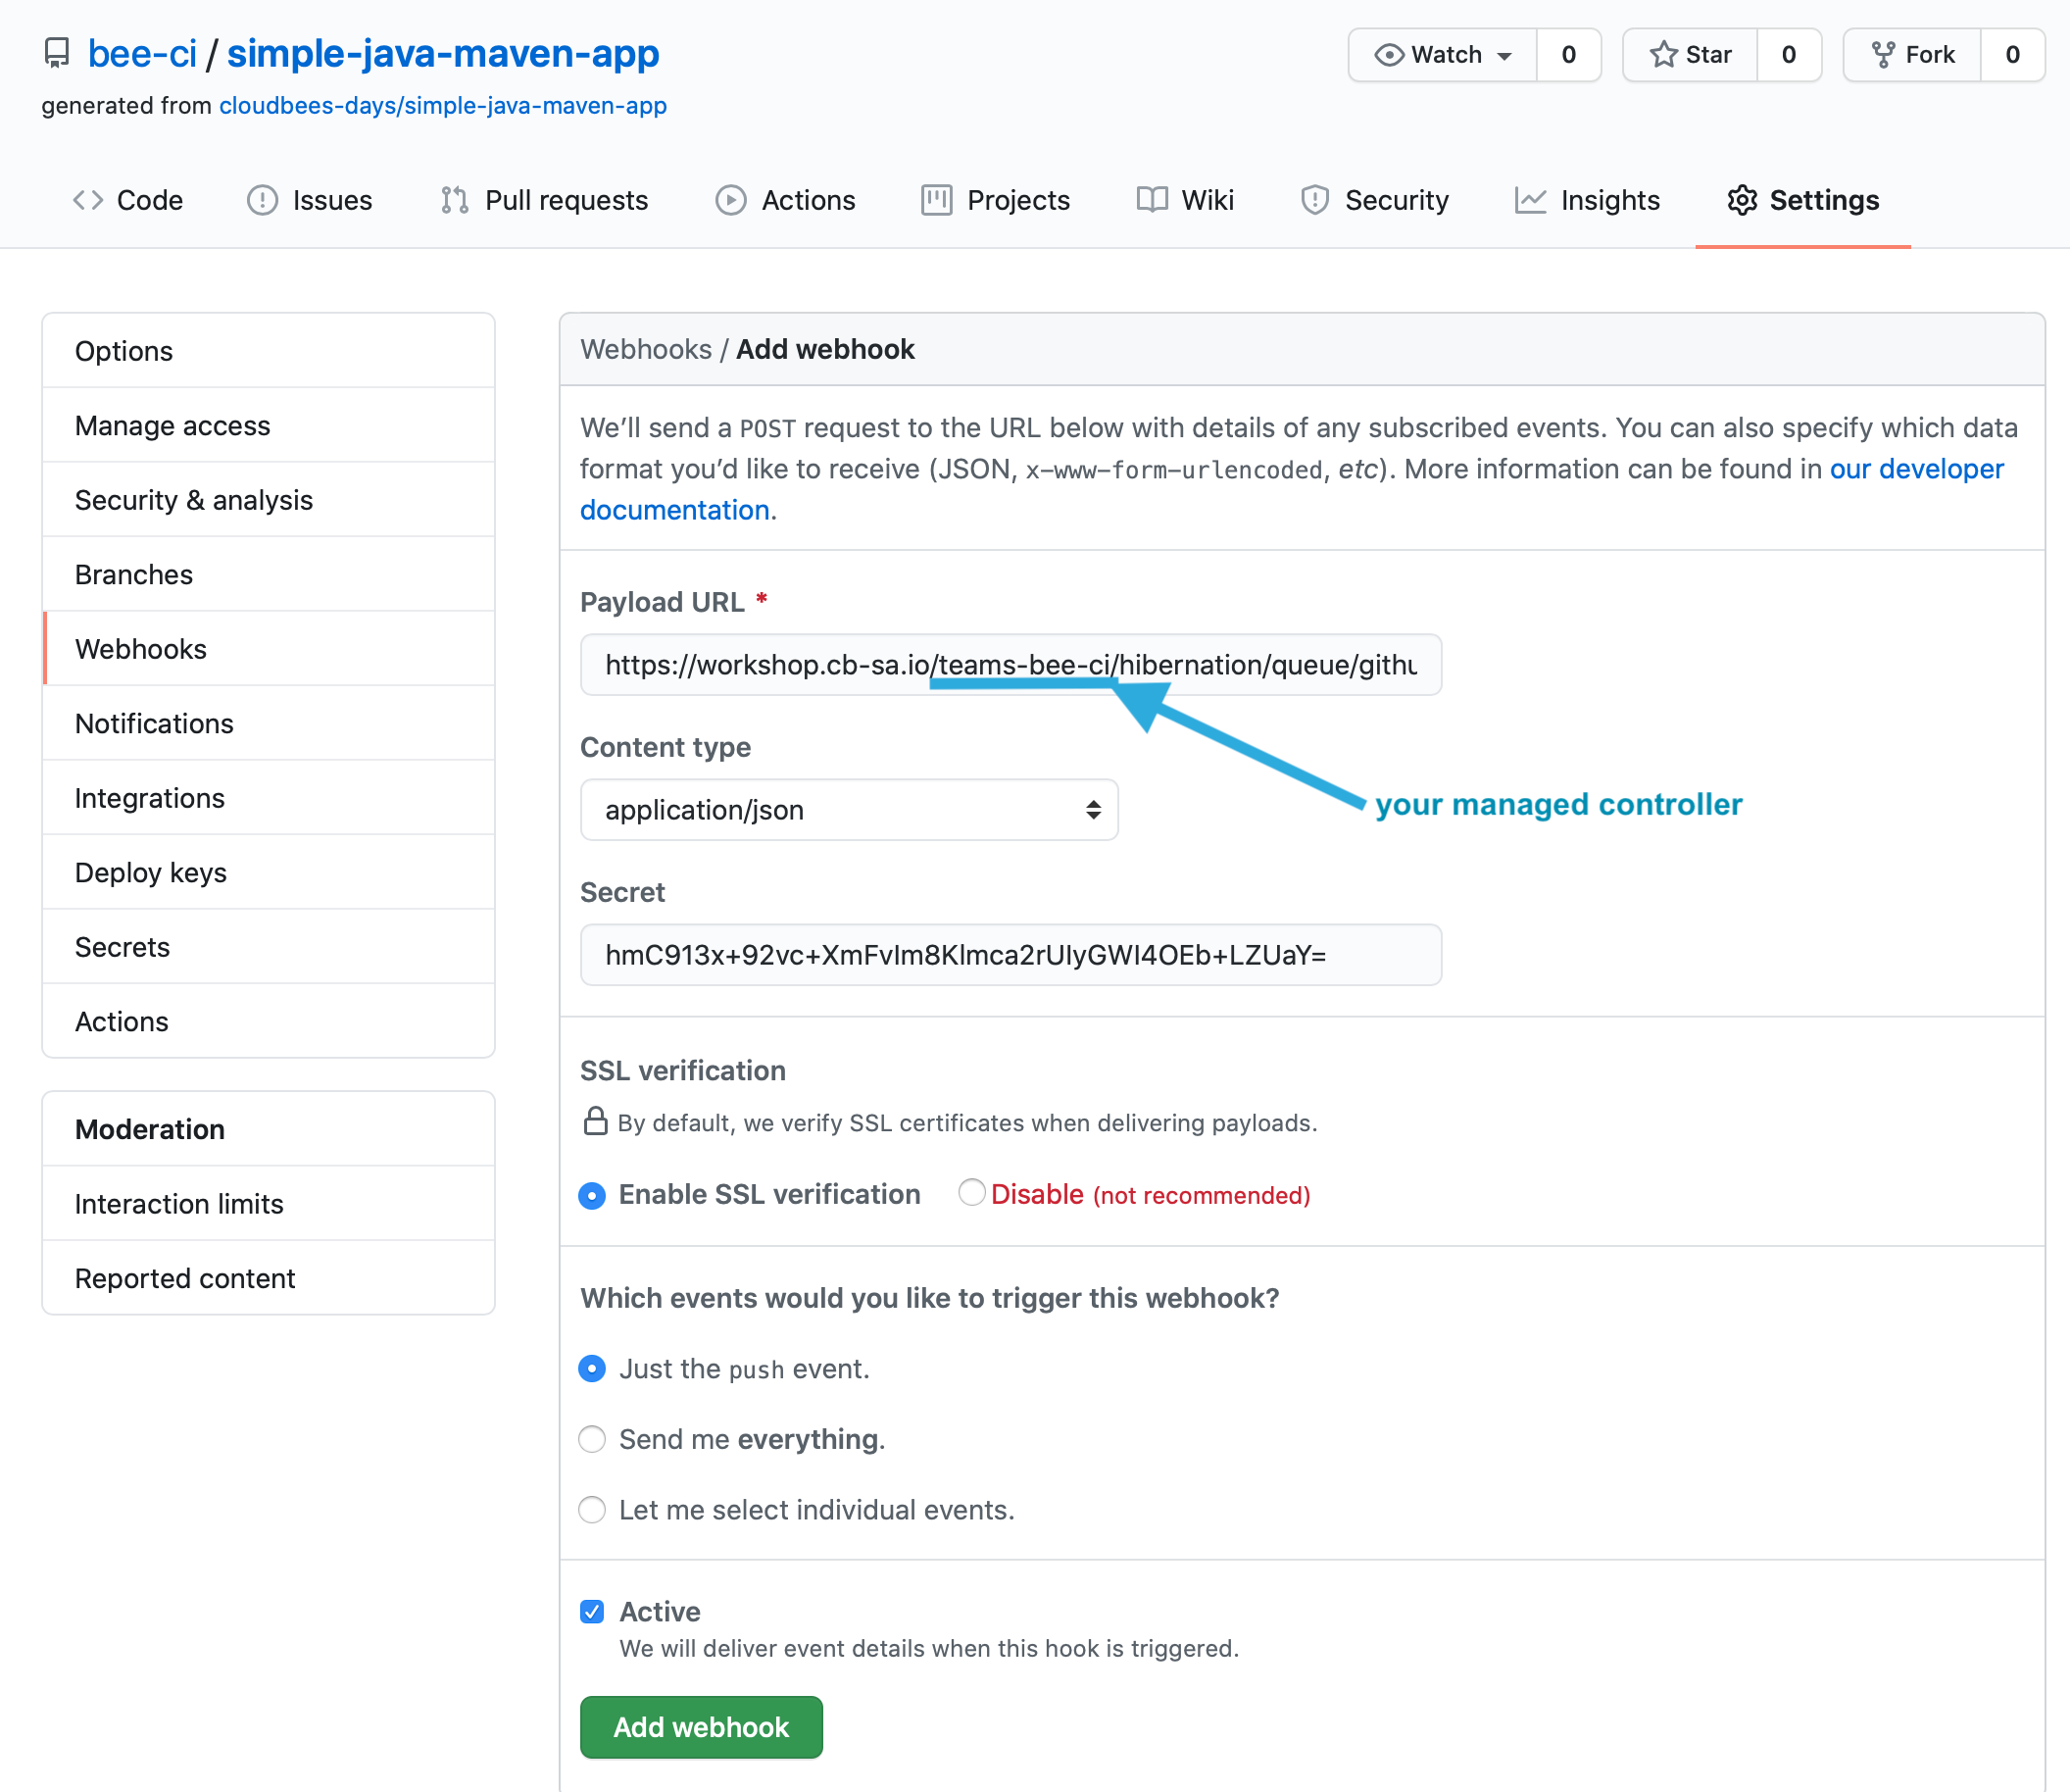 bee-ci / simple-java-maven-app
Watch 0
Star 0
Fork 0
generated from cloudbees-days/simple-java-maven-app
Code
Issues
Pull requests
Actions
Projects
Wiki
Security
Insights
Settings
Options
Manage access
Security & analysis
Branches
Webhooks
Notifications
Integrations
Deploy keys
Secrets
Actions
Moderation
Interaction limits
Reported content
Webhooks / Add webhook
We’ll send a POST request to the URL below with details of any subscribed events. You can also specify which data
format you’d like to receive (JSON, x-www-form-urlencoded, etc). More information can be found in our developer
documentation.
Payload URL *
https://workshop.cb-sa.io/teams-bee-ci/hibernation/queue/githu
Content type
application/json
your managed controller
Secret
hmC913x+92vc+XmFvIm8Klmca2rUIyGWI4OEb+LZUaY=
SSL verification
By default, we verify SSL certificates when delivering payloads.
Enable SSL verification
Disable (not recommended)
Which events would you like to trigger this webhook?
Just the push event.
Send me everything.
Let me select individual events.
Active
We will deliver event details when this hook is triggered.
Add webhook